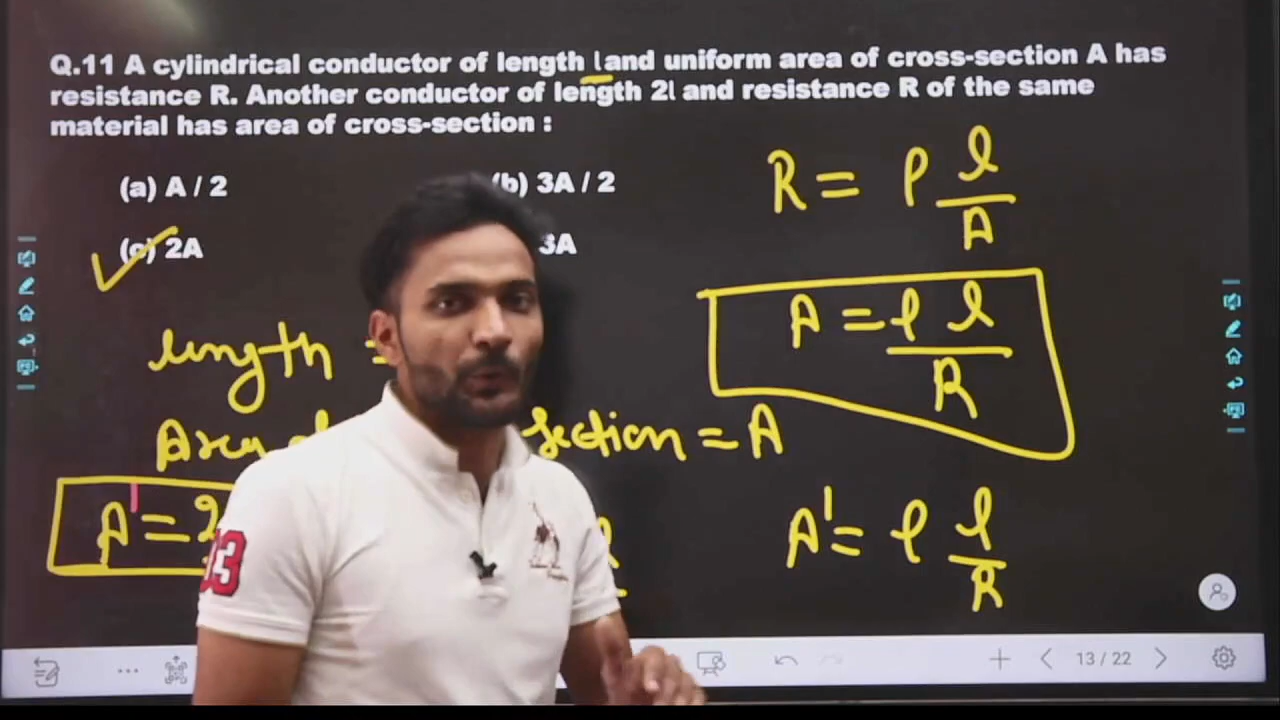 Q.11 A cylindrical conductor of length l and uniform area of cross-section A has
resistance R. Another conductor of length 2l and resistance R of the same
material has area of cross-section :
(a) A / 2
(b) 3A / 2
(c) 2A
3A
R = ρ l / A
A = ρ l / R
length =
Area section = A
A' = 2
A' = ρ l / R
13 / 22